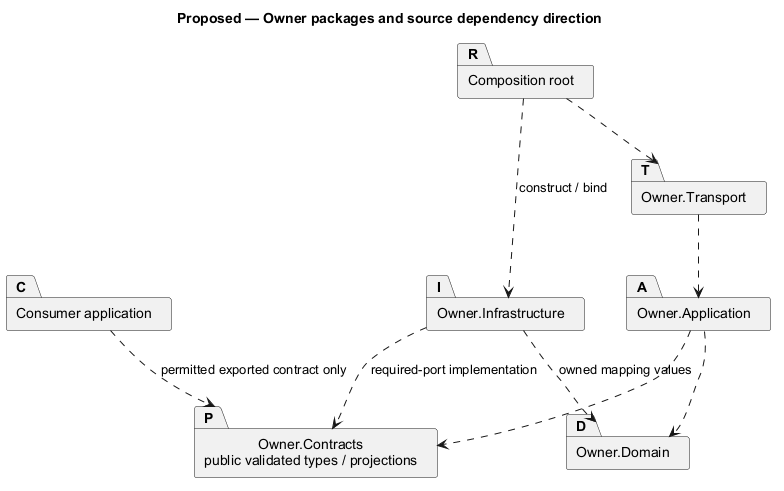 Proposed — Owner packages and source dependency direction
R
Composition root
T
Owner.Transport
construct / bind
C
Consumer application
I
Owner.Infrastructure
A
Owner.Application
permitted exported contract only
required-port implementation
owned mapping values
P
Owner.Contracts
public validated types / projections
D
Owner.Domain